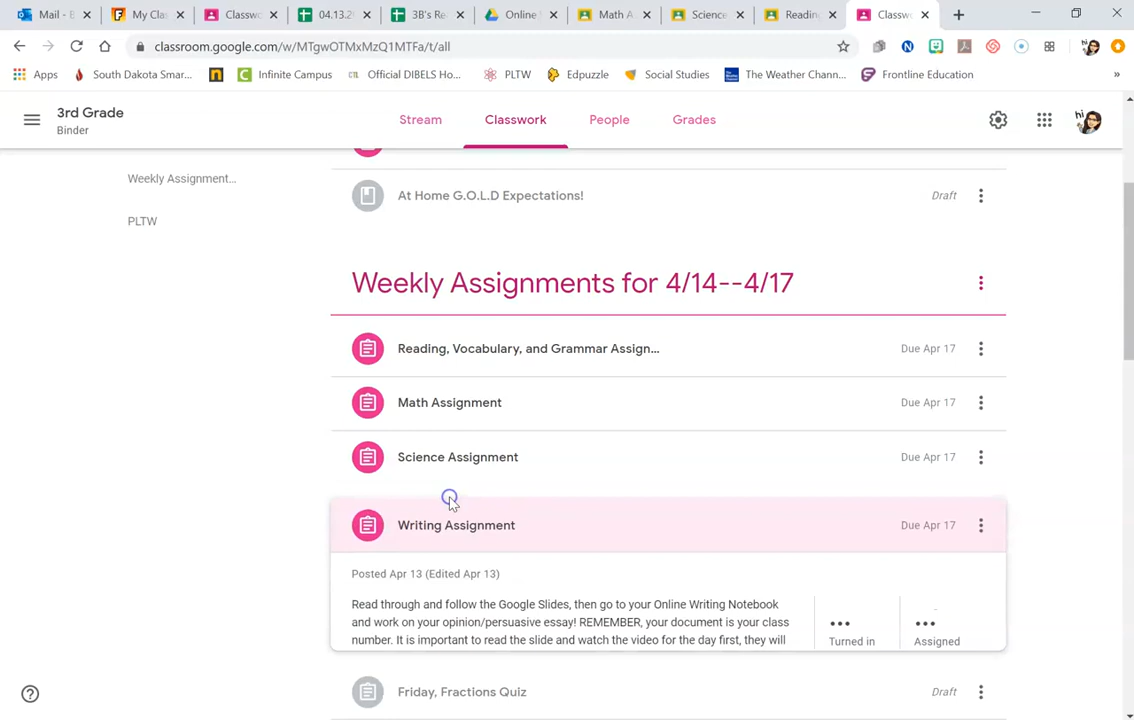 Mail - B
My Cla
Classwo
04.13.2
3B's Re
Online
Math A
Science
Reading
Classwo
classroom.google.com/w/MTgwOTMxMzQ1MTFa/t/all
Apps
South Dakota Smar...
Infinite Campus
Official DIBELS Ho...
PLTW
Edpuzzle
Social Studies
The Weather Chann...
Frontline Education
»
3rd Grade
Binder
Stream
Classwork
People
Grades
hi
Weekly Assignment...
PLTW
At Home G.O.L.D Expectations!
Draft
Weekly Assignments for 4/14--4/17
Reading, Vocabulary, and Grammar Assign...
Due Apr 17
Math Assignment
Due Apr 17
Science Assignment
Due Apr 17
Writing Assignment
Due Apr 17
Posted Apr 13 (Edited Apr 13)
Read through and follow the Google Slides, then go to your Online Writing Notebook
and work on your opinion/persuasive essay! REMEMBER, your document is your class
number. It is important to read the slide and watch the video for the day first, they will
Turned in
Assigned
Friday, Fractions Quiz
Draft